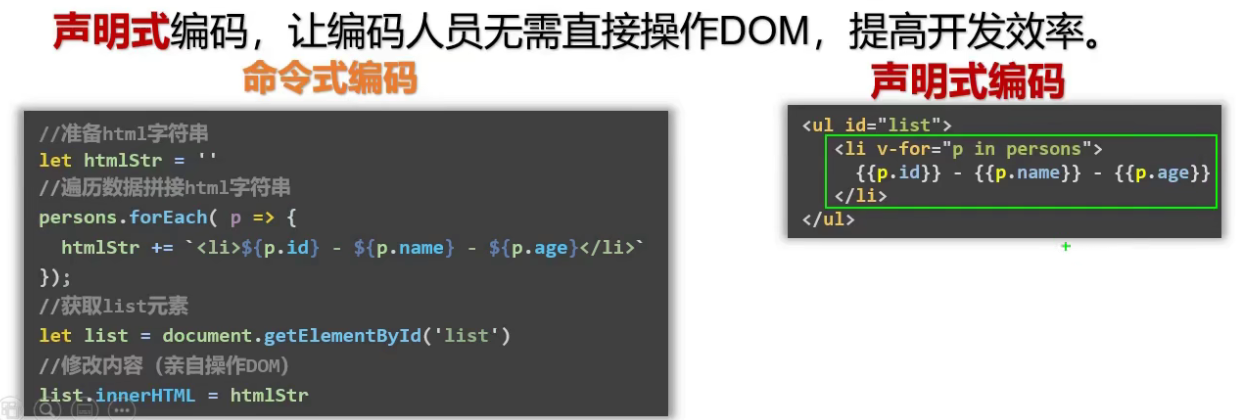 声明式编码，让编码人员无需直接操作DOM，提高开发效率。
命令式编码
//准备html字符串
let htmlStr = ''
//遍历数据拼接html字符串
persons.forEach( p => {
  htmlStr += `<li>${p.id} - ${p.name} - ${p.age}</li>`
});
//获取list元素
let list = document.getElementById('list')
//修改内容（亲自操作DOM）
list.innerHTML = htmlStr
声明式编码
<ul id="list">
  <li v-for="p in persons">
    {{p.id}} - {{p.name}} - {{p.age}}
  </li>
</ul>